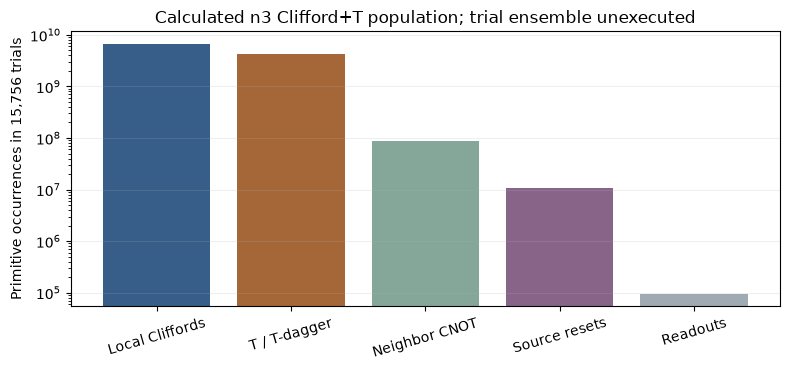 Calculated n3 Clifford+T population; trial ensemble unexecuted
Primitive occurrences in 15,756 trials
10¹⁰
10⁹
10⁸
10⁷
10⁶
10⁵
Local Cliffords
T / T-dagger
Neighbor CNOT
Source resets
Readouts